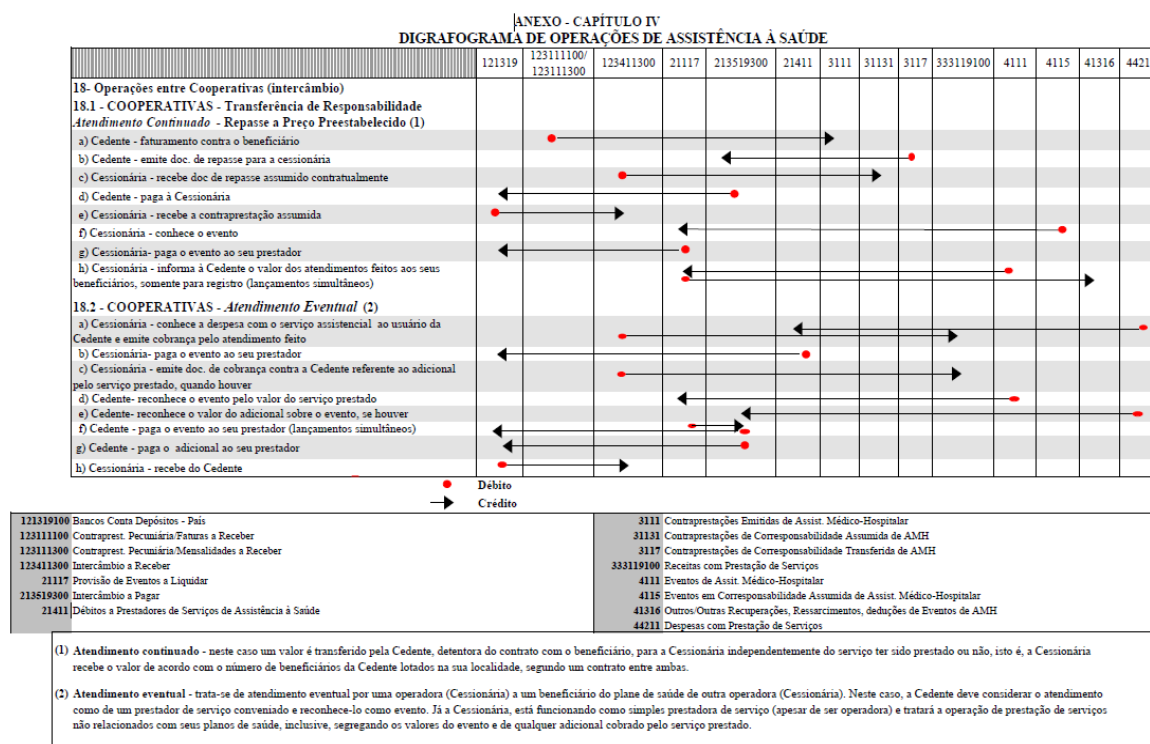 ANEXO - CAPÍTULO IV
DIGRAFOGRAMA DE OPERAÇÕES DE ASSISTÊNCIA À SAÚDE
121319 123111100/ 123111300 123411300 21117 213519300 21411 3111 31131 3117 333119100 4111 4115 41316 4421
18- Operações entre Cooperativas (intercâmbio)
18.1 - COOPERATIVAS - Transferência de Responsabilidade
Atendimento Continuado - Repasse a Preço Preestabelecido (1)
a) Cedente - faturamento contra o beneficiário
b) Cedente - emite doc. de repasse para a cessionária
c) Cessionária - recebe doc de repasse assumido contratualmente
d) Cedente - paga à Cessionária
e) Cessionária - recebe a contraprestação assumida
f) Cessionária - conhece o evento
g) Cessionária- paga o evento ao seu prestador
h) Cessionária - informa à Cedente o valor dos atendimentos feitos aos seus
beneficiários, somente para registro (lançamentos simultâneos)
18.2 - COOPERATIVAS - Atendimento Eventual (2)
a) Cessionária - conhece a despesa com o serviço assistencial ao usuário da
Cedente e emite cobrança pelo atendimento feito
b) Cessionária- paga o evento ao seu prestador
c) Cessionária - emite doc. de cobrança contra a Cedente referente ao adicional
pelo serviço prestado, quando houver
d) Cedente- reconhece o evento pelo valor do serviço prestado
e) Cedente- reconhece o valor do adicional sobre o evento, se houver
f) Cedente - paga o evento ao seu prestador (lançamentos simultâneos)
g) Cedente - paga o adicional ao seu prestador
h) Cessionária - recebe do Cedente
Débito
Crédito
121319100 Bancos Conta Depósitos - País
123111100 Contraprest. Pecuniária/Faturas a Receber
123111300 Contraprest. Pecuniária/Mensalidades a Receber
123411300 Intercâmbio a Receber
21117 Provisão de Eventos a Liquidar
213519300 Intercâmbio a Pagar
21411 Débitos a Prestadores de Serviços de Assistência à Saúde
3111 Contraprestações Emitidas de Assist. Médico-Hospitalar
31131 Contraprestações de Corresponsabilidade Assumida de AMH
3117 Contraprestações de Corresponsabilidade Transferida de AMH
333119100 Receitas com Prestação de Serviços
4111 Eventos de Assit. Médico-Hospitalar
4115 Eventos em Corresponsabilidade Assumida de Assist. Médico-Hospitalar
41316 Outros/Outras Recuperações, Ressarcimentos, deduções de Eventos de AMH
44211 Despesas com Prestação de Serviços
(1) Atendimento continuado - neste caso um valor é transferido pela Cedente, detentora do contrato com o beneficiário, para a Cessionária independentemente do serviço ter sido prestado ou não, isto é, a Cessionária
recebe o valor de acordo com o número de beneficiários da Cedente lotados na sua localidade, segundo um contrato entre ambas.
(2) Atendimento eventual - trata-se de atendimento eventual por uma operadora (Cessionária) a um beneficiário do plane de saúde de outra operadora (Cessionária). Neste caso, a Cedente deve considerar o atendimento
como de um prestador de serviço conveniado e reconhece-lo como evento. Já a Cessionária, está funcionando como simples prestadora de serviço (apesar de ser operadora) e tratará a operação de prestação de serviços
não relacionados com seus planos de saúde, inclusive, segregando os valores do evento e de qualquer adicional cobrado pelo serviço prestado.